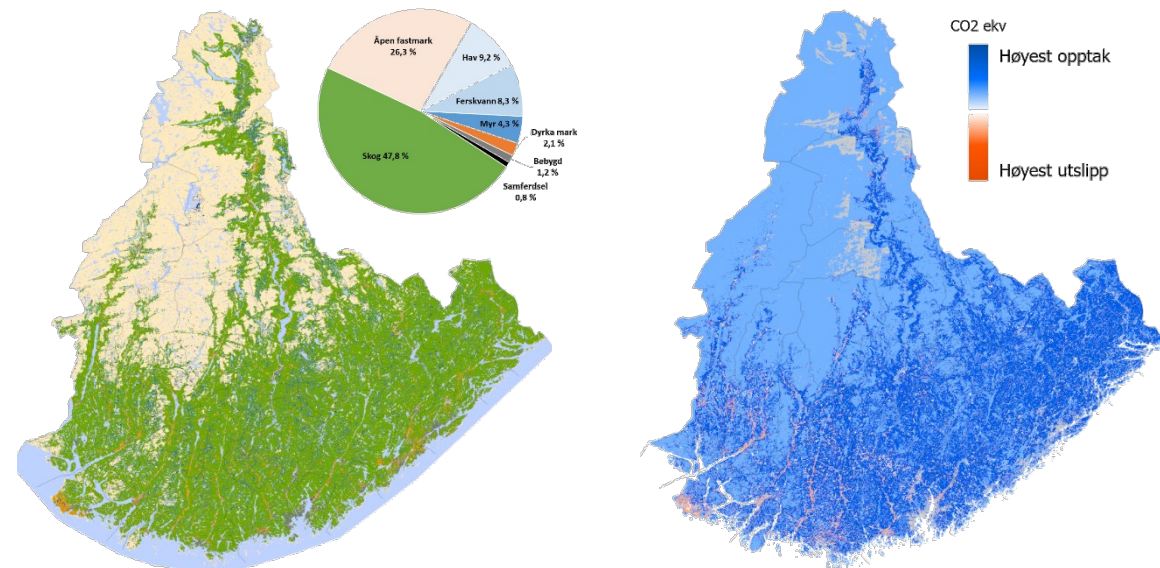 Åpen fastmark
26,3 %
Hav 9,2 %
Ferskvann 8,3 %
Myr 4,3 %
Dyrka mark
2,1 %
Bebygd
1,2 %
Samferdsel
0,8 %
Skog 47,8 %
CO2 ekv
Høyest opptak
Høyest utslipp